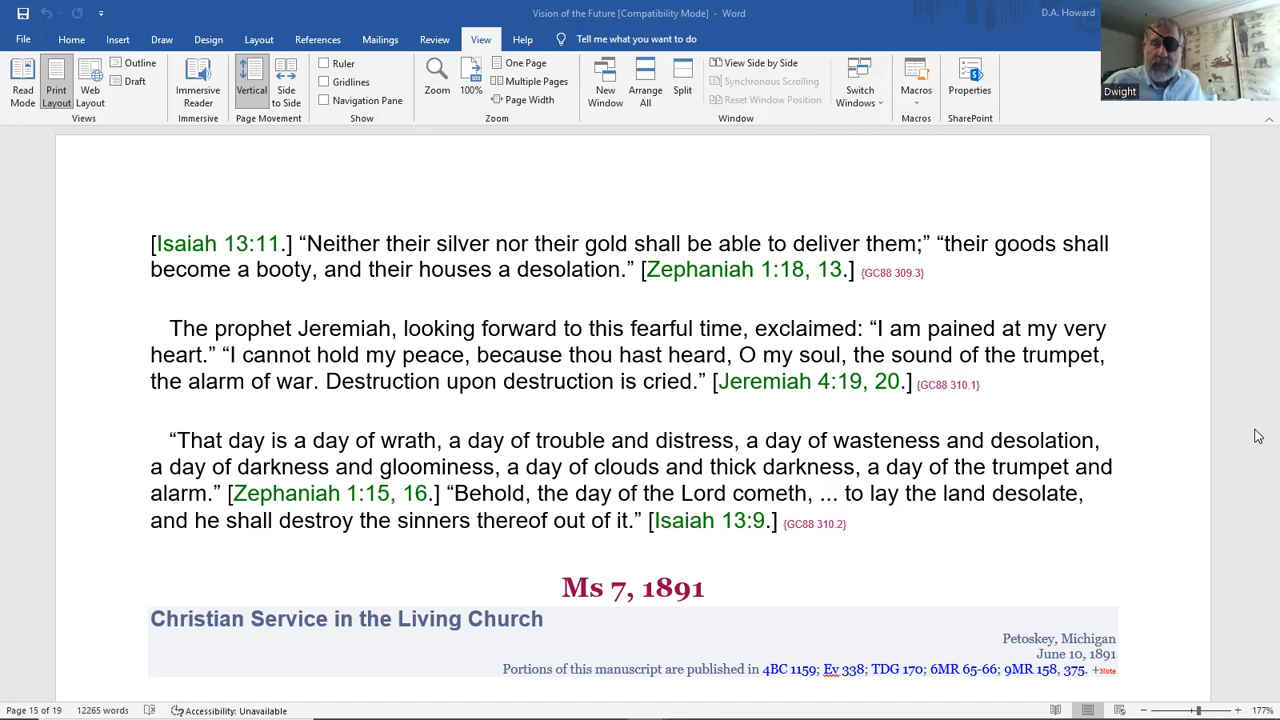 Vision of the Future [Compatibility Mode] - Word
D.A. Howard
File Home Insert Draw Design Layout References Mailings Review View Help Tell me what you want to do
Read Mode
Print Layout
Web Layout
Outline
Draft
Views
Immersive Reader
Immersive
Vertical
Side to Side
Page Movement
Ruler
Gridlines
Navigation Pane
Show
Zoom
100%
One Page
Multiple Pages
Page Width
Zoom
New Window
Arrange All
Split
View Side by Side
Synchronous Scrolling
Reset Window Position
Window
Switch Windows
Macros
Macros
Properties
SharePoint
Dwight
[Isaiah 13:11.] “Neither their silver nor their gold shall be able to deliver them;” “their goods shall
become a booty, and their houses a desolation.” [Zephaniah 1:18, 13.] {GC88 309.3}
The prophet Jeremiah, looking forward to this fearful time, exclaimed: “I am pained at my very
heart.” “I cannot hold my peace, because thou hast heard, O my soul, the sound of the trumpet,
the alarm of war. Destruction upon destruction is cried.” [Jeremiah 4:19, 20.] {GC88 310.1}
“That day is a day of wrath, a day of trouble and distress, a day of wasteness and desolation,
a day of darkness and gloominess, a day of clouds and thick darkness, a day of the trumpet and
alarm.” [Zephaniah 1:15, 16.] “Behold, the day of the Lord cometh, ... to lay the land desolate,
and he shall destroy the sinners thereof out of it.” [Isaiah 13:9.] {GC88 310.2}
Ms 7, 1891
Christian Service in the Living Church
Petoskey, Michigan
June 10, 1891
Portions of this manuscript are published in 4BC 1159; Ev 338; TDG 170; 6MR 65-66; 9MR 158, 375. +Note
Page 15 of 19 12265 words Accessibility: Unavailable 177%